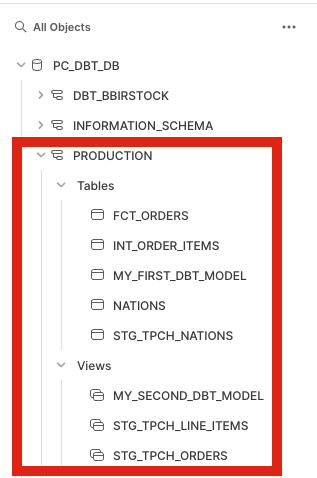 All Objects
PC_DBT_DB
DBT_BBIRSTOCK
INFORMATION_SCHEMA
PRODUCTION
Tables
FCT_ORDERS
INT_ORDER_ITEMS
MY_FIRST_DBT_MODEL
NATIONS
STG_TPCH_NATIONS
Views
MY_SECOND_DBT_MODEL
STG_TPCH_LINE_ITEMS
STG_TPCH_ORDERS